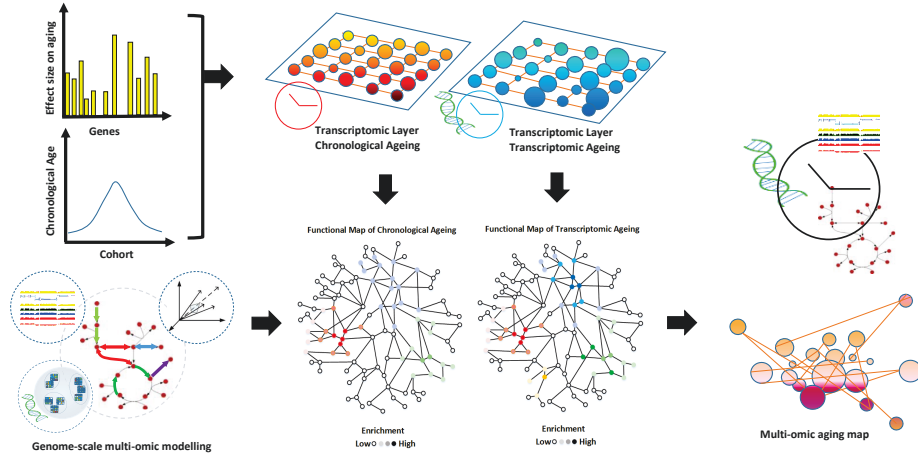 Effect size on aging
Genes
Chronological Age
Cohort
Transcriptomic Layer
Chronological Ageing
Transcriptomic Layer
Transcriptomic Ageing
Functional Map of Chronological Ageing
Functional Map of Transcriptomic Ageing
Enrichment
Low High
Enrichment
Low High
Genome-scale multi-omic modelling
Multi-omic aging map